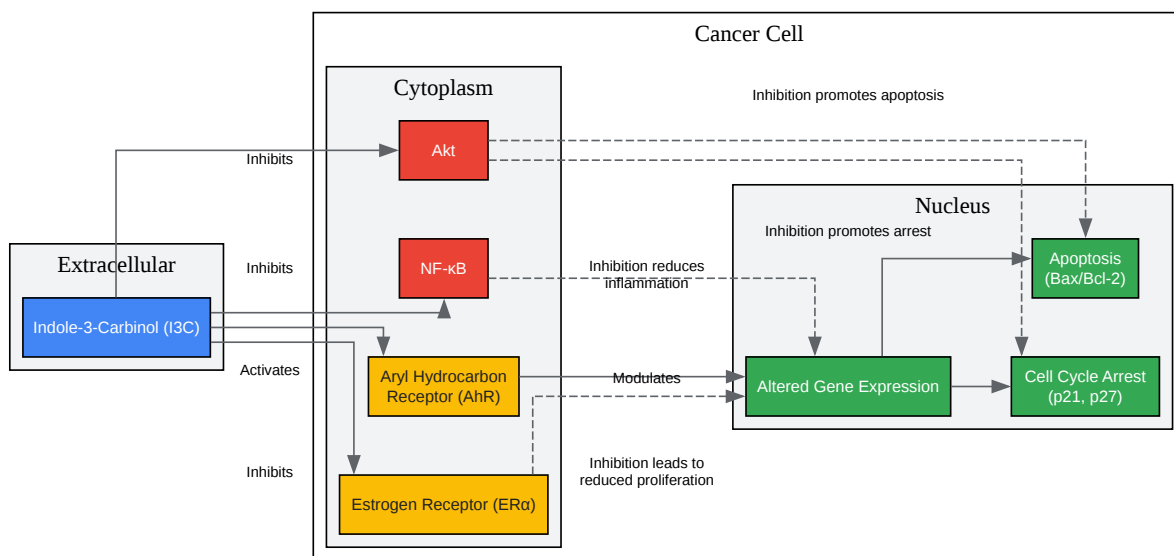 Cancer Cell
Cytoplasm
Inhibition promotes apoptosis
Akt
Inhibits
Nucleus
Inhibition promotes arrest
Extracellular
Inhibits
NF-κB
Inhibition reduces
inflammation
Apoptosis
(Bax/Bcl-2)
Indole-3-Carbinol (I3C)
Activates
Aryl Hydrocarbon
Receptor (AhR)
Modulates
Altered Gene Expression
Cell Cycle Arrest
(p21, p27)
Inhibits
Inhibition leads to
reduced proliferation
Estrogen Receptor (ERα)